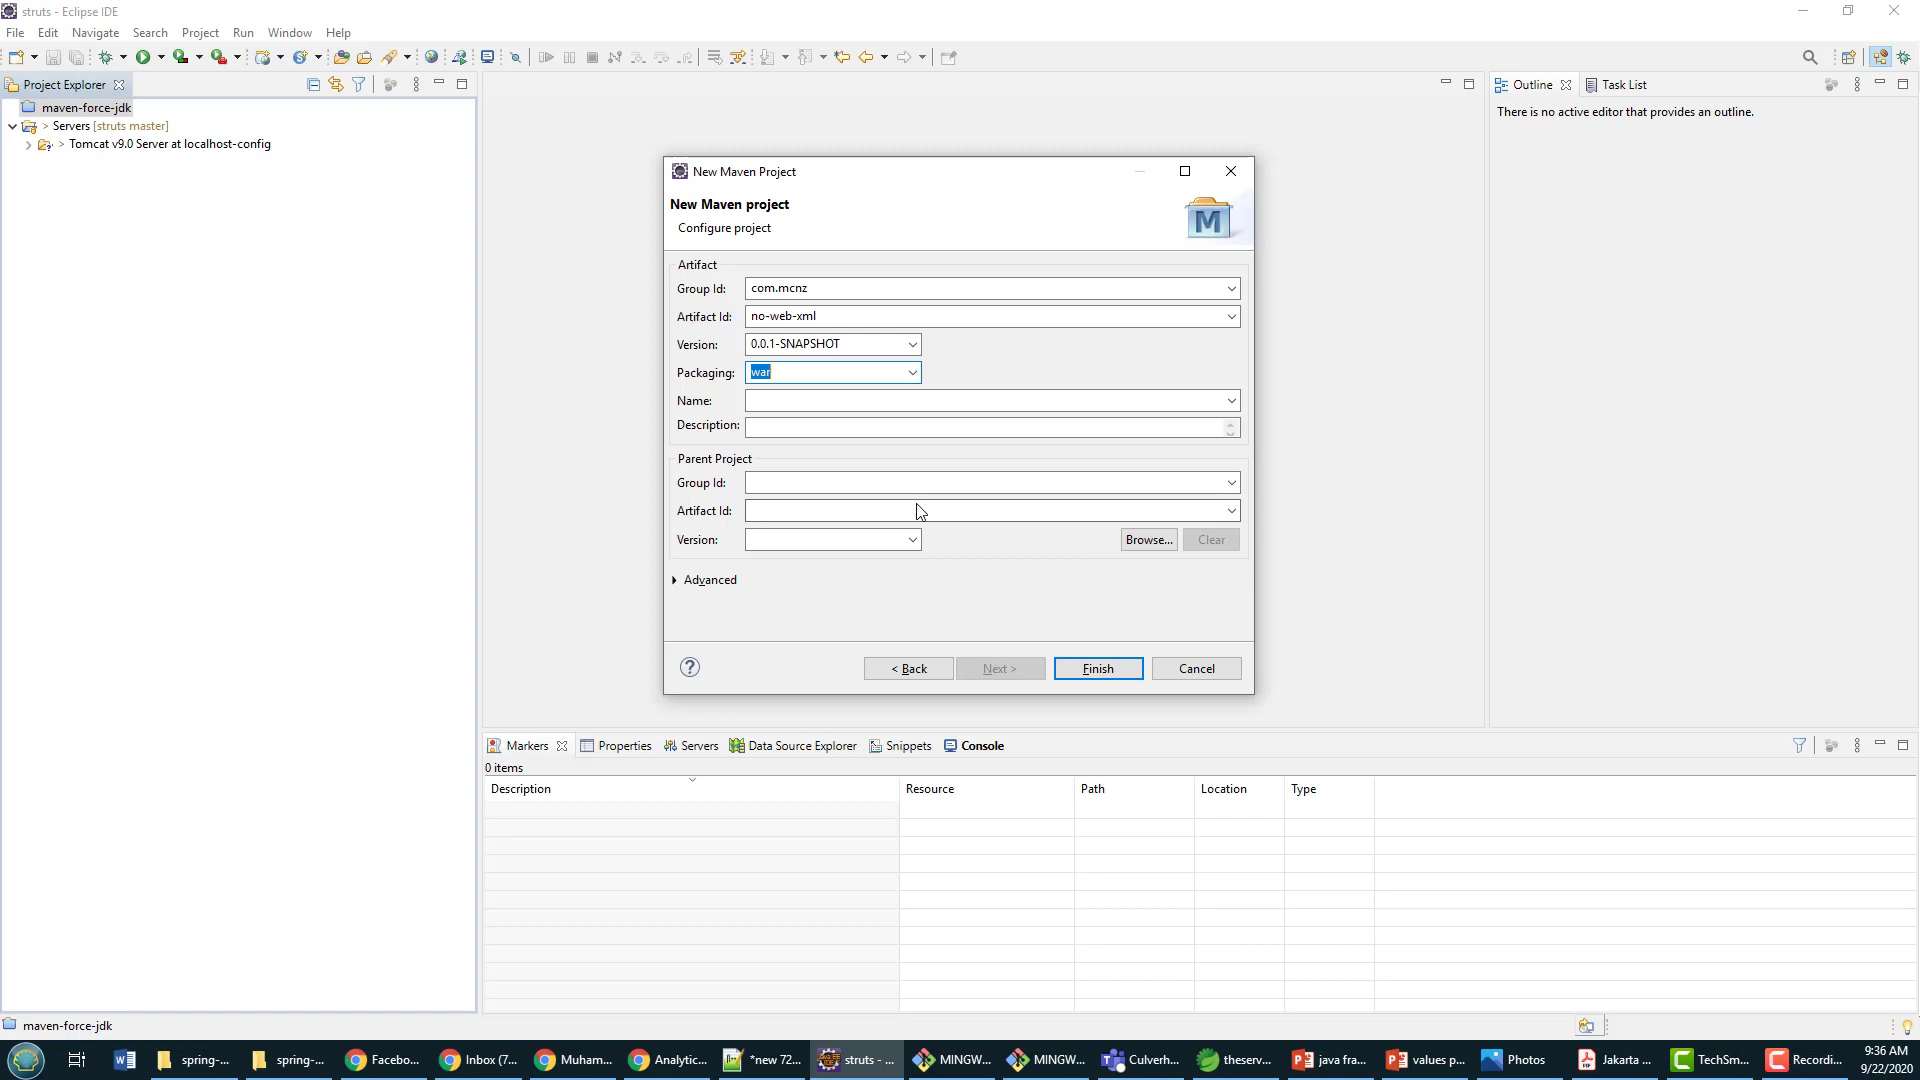 struts - Eclipse IDE
File Edit Navigate Search Project Run Window Help
Project Explorer
maven-force-jdk
> Servers [struts master]
> Tomcat v9.0 Server at localhost-config
Outline Task List
There is no active editor that provides an outline.
New Maven Project
New Maven project
Configure project
M
Artifact
Group Id: com.mcnz
Artifact Id: no-web-xml
Version: 0.0.1-SNAPSHOT
Packaging: war
Name:
Description:
Parent Project
Group Id:
Artifact Id:
Version: Browse... Clear
Advanced
? < Back Next > Finish Cancel
Markers Properties Servers Data Source Explorer Snippets Console
0 items
Description Resource Path Location Type
maven-force-jdk
spring-... spring-... Facebo... Inbox (7... Muham... Analytic... *new 72... struts - ... MINGW... MINGW... Culverh... theserv... java fra... values p... Photos Jakarta ... TechSm... Recordi... 9:36 AM
9/22/2020